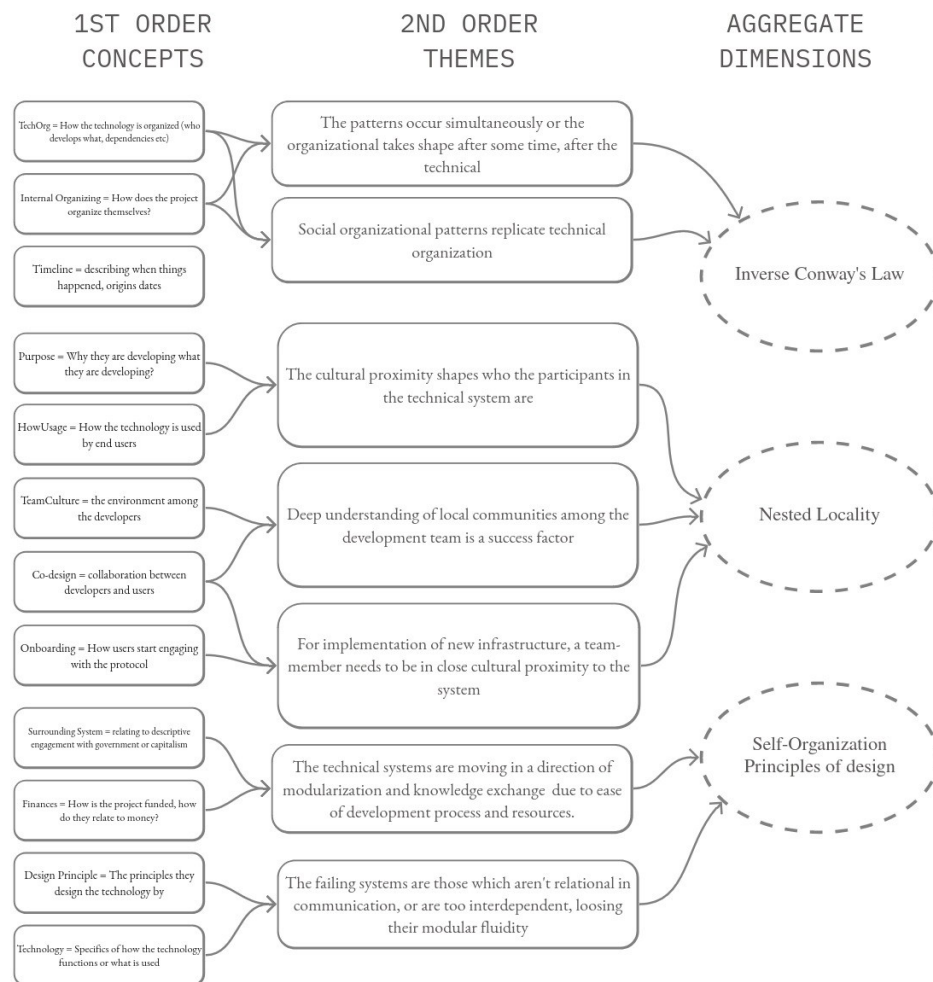 1ST ORDER
CONCEPTS
2ND ORDER
THEMES
AGGREGATE
DIMENSIONS
TechOrg = How the technology is organized (who
develops what, dependencies etc)
Internal Organizing = How does the project
organize themselves?
Timeline = describing when things
happened, origins dates
Purpose = Why they are developing what
they are developing?
HowUsage = How the technology is used
by end users
TeamCulture = the environment among
the developers
Co-design = collaboration between
developers and users
Onboarding = How users start engaging
with the protocol
Surrounding System = relating to descriptive
engagement with government or capitalism
Finances = How is the project funded, how
do they relate to money?
Design Principle = The principles they
design the technology by
Technology = Specifics of how the technology
functions or what is used
The patterns occur simultaneously or the
organizational takes shape after some time, after the
technical
Social organizational patterns replicate technical
organization
The cultural proximity shapes who the participants in
the technical system are
Deep understanding of local communities among the
development team is a success factor
For implementation of new infrastructure, a team-
member needs to be in close cultural proximity to the
system
The technical systems are moving in a direction of
modularization and knowledge exchange due to ease
of development process and resources.
The failing systems are those which aren't relational in
communication, or are too interdependent, loosing
their modular fluidity
Inverse Conway's Law
Nested Locality
Self-Organization
Principles of design